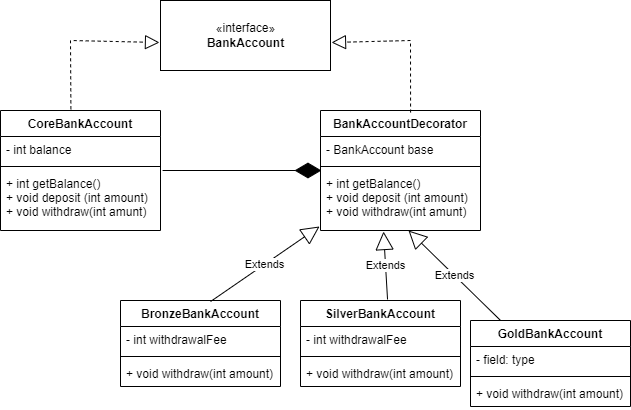 «interface»
BankAccount
CoreBankAccount
- int balance
+ int getBalance()
+ void deposit (int amount)
+ void withdraw(int amunt)
BankAccountDecorator
- BankAccount base
+ int getBalance()
+ void deposit (int amount)
+ void withdraw(int amunt)
Extends
Extends
Extends
BronzeBankAccount
- int withdrawalFee
+ void withdraw(int amount)
SilverBankAccount
- int withdrawalFee
+ void withdraw(int amount)
GoldBankAccount
- field: type
+ void withdraw(int amount)